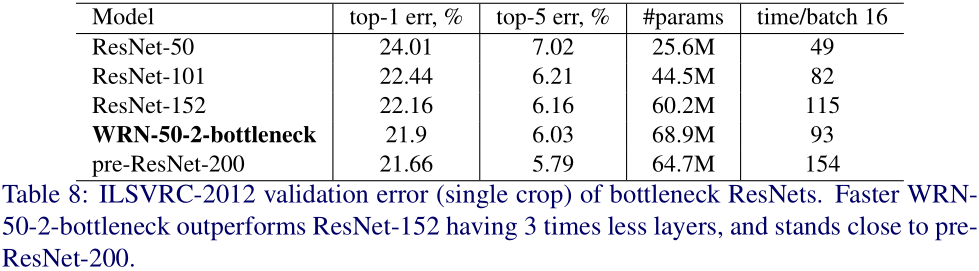 Model top-1 err, % top-5 err, % #params time/batch 16
ResNet-50 24.01 7.02 25.6M 49
ResNet-101 22.44 6.21 44.5M 82
ResNet-152 22.16 6.16 60.2M 115
WRN-50-2-bottleneck 21.9 6.03 68.9M 93
pre-ResNet-200 21.66 5.79 64.7M 154
Table 8: ILSVRC-2012 validation error (single crop) of bottleneck ResNets. Faster WRN-
50-2-bottleneck outperforms ResNet-152 having 3 times less layers, and stands close to pre-
ResNet-200.